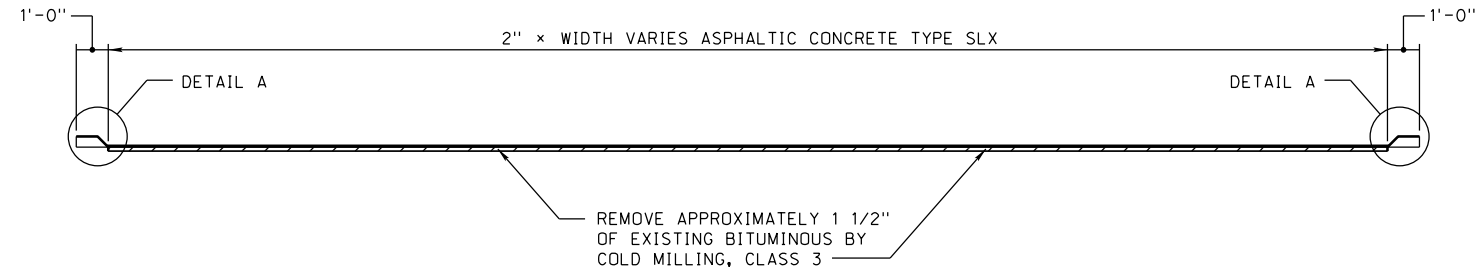 1'-0"
1'-0"
2" × WIDTH VARIES ASPHALTIC CONCRETE TYPE SLX
DETAIL A
DETAIL A
REMOVE APPROXIMATELY 1 1/2"
OF EXISTING BITUMINOUS BY
COLD MILLING, CLASS 3